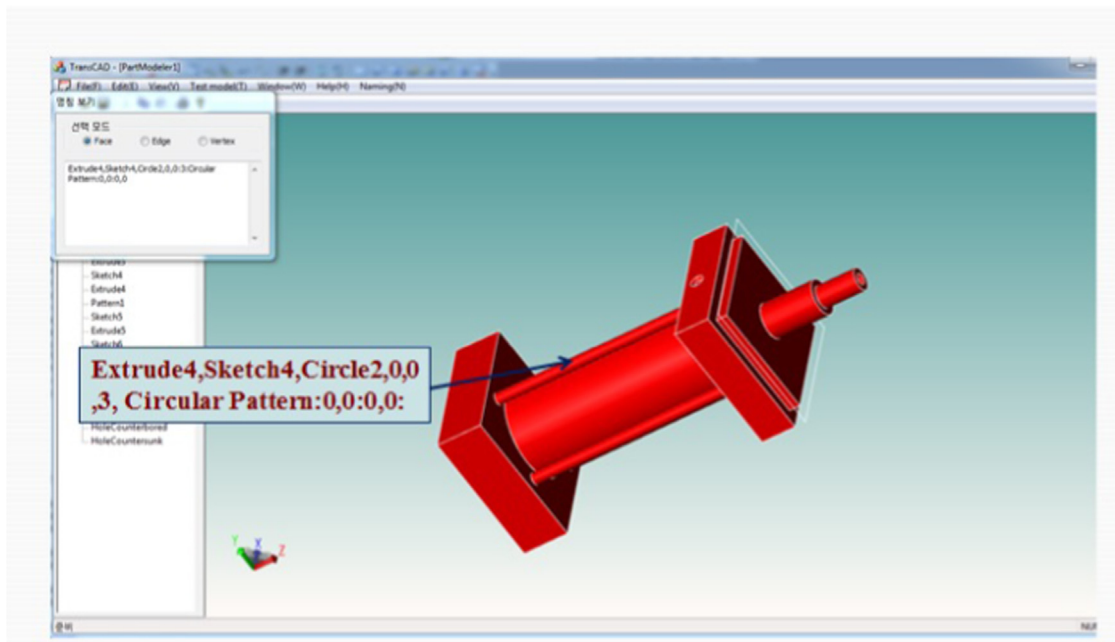 TransCAD - [PartModeler1]
File(F) Edit(E) View(V) Test model(T) Window(W) Help(H) Naming(N)
명칭 보기
선택 모드
Face Edge Vertex
Extrude4,Sketch4,Circle2,0,0:3:Circular
Pattern:0,0:0,0
Extrude3
Sketch4
Extrude4
Pattern1
Sketch5
Extrude5
Sketch6
Extrude4,Sketch4,Circle2,0,0
,3, Circular Pattern:0,0:0,0:
HoleCounterbored
HoleCountersunk
Y X Z
준비
NUM